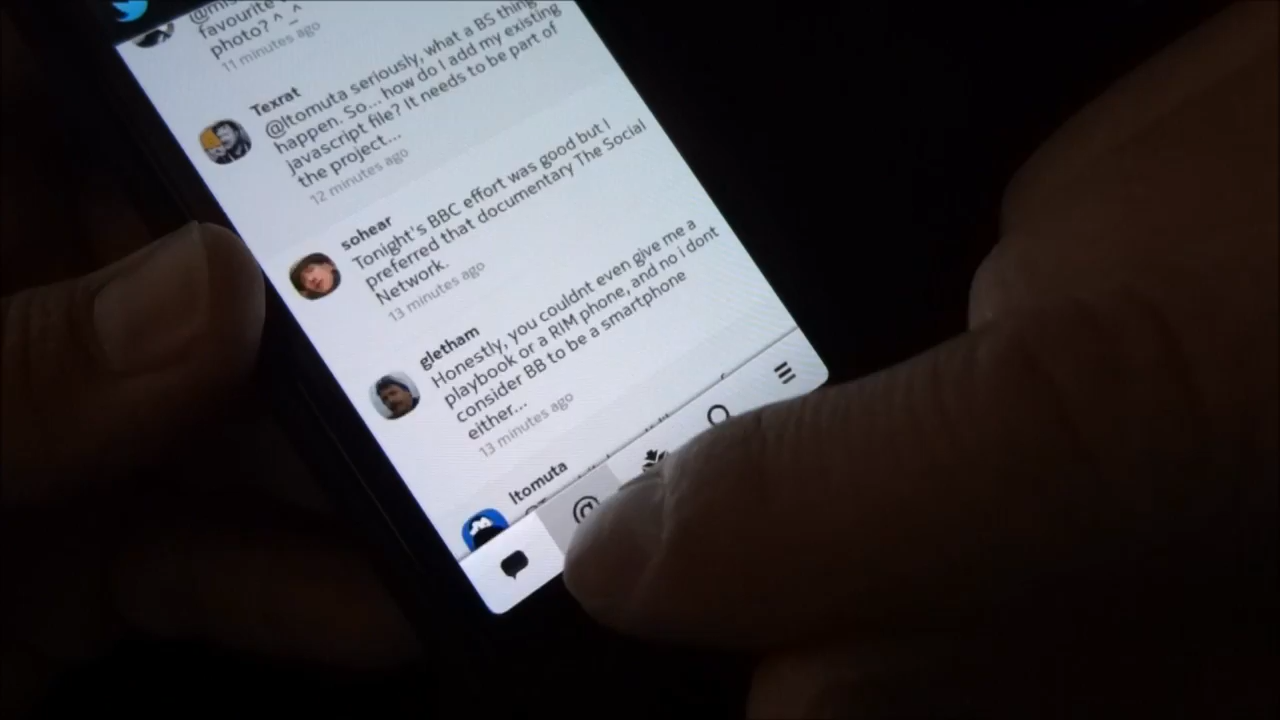 favourite
photo? ^_^
11 minutes ago
Texrat
@ltomuta seriously, what a BS thing
happen. So... how do I add my existing
javascript file? It needs to be part of
the project...
12 minutes ago
sohear
Tonight's BBC effort was good but I
preferred that documentary The Social
Network.
13 minutes ago
gletham
Honestly, you couldnt even give me a
playbook or a RIM phone, and no i dont
consider BB to be a smartphone
either...
13 minutes ago
ltomuta
@